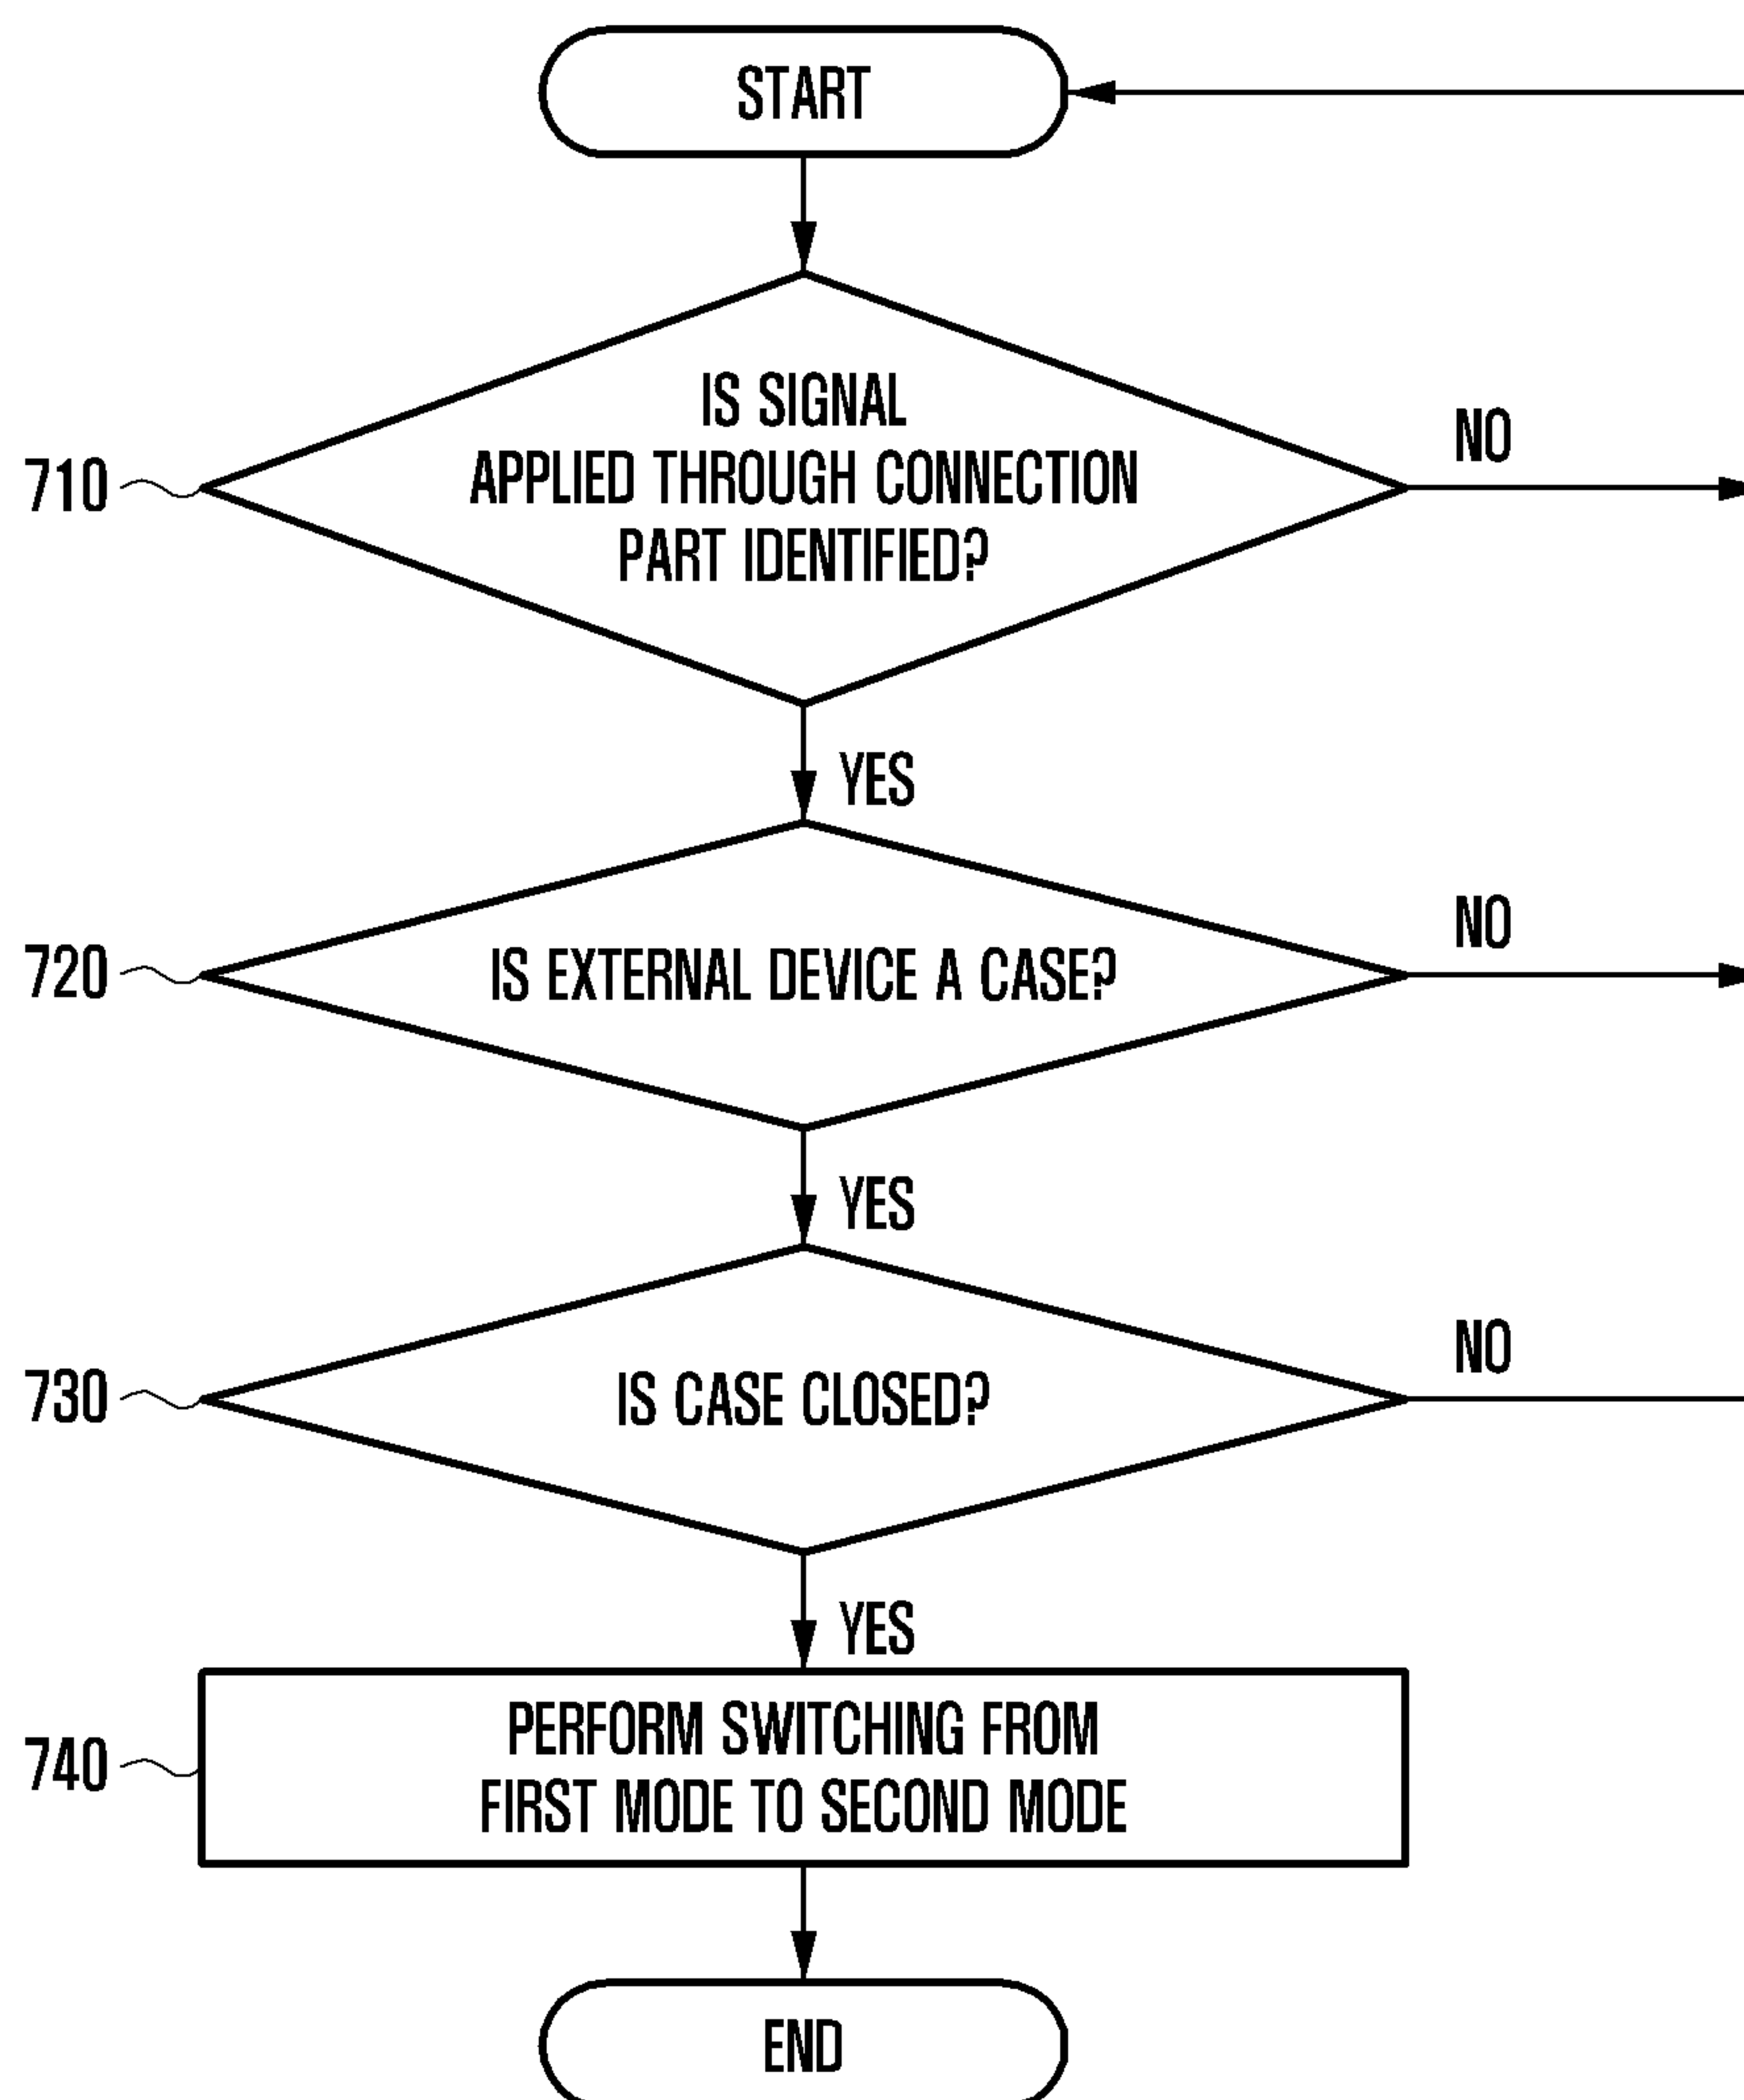 START
IS SIGNAL
APPLIED THROUGH CONNECTION
PART IDENTIFIED?
NO
710
YES
IS EXTERNAL DEVICE A CASE?
NO
720
YES
IS CASE CLOSED?
NO
730
YES
PERFORM SWITCHING FROM
FIRST MODE TO SECOND MODE
740
END